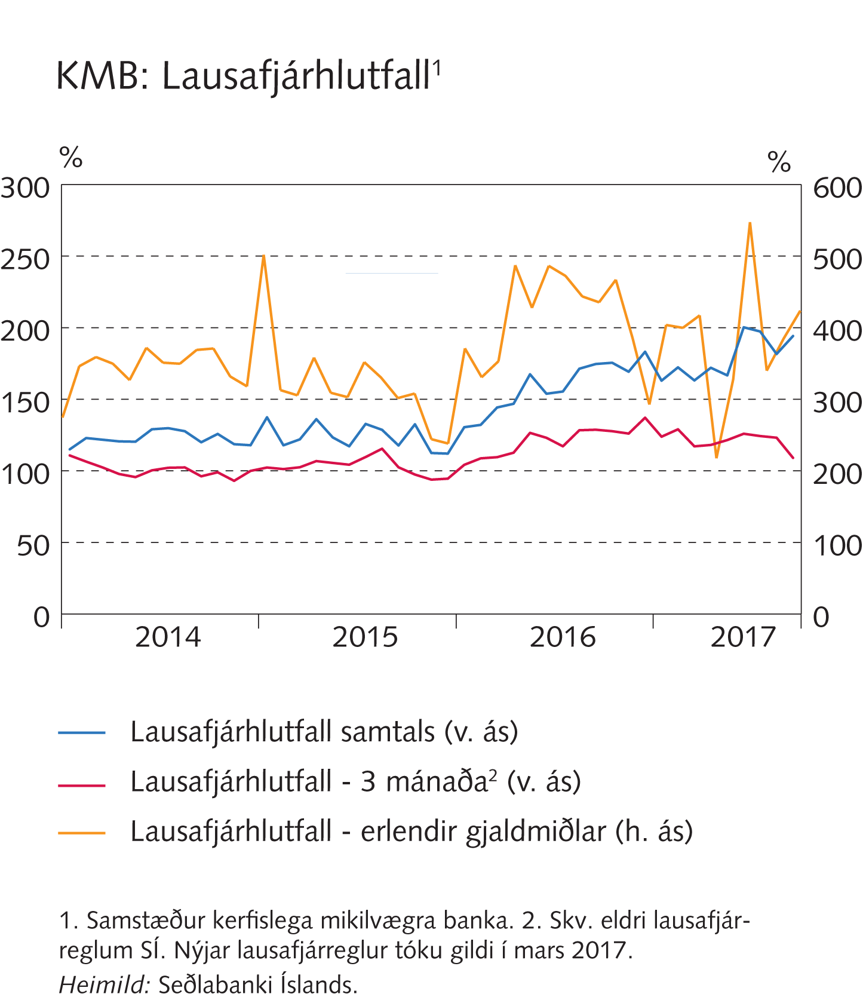 KMB: Lausafjárhlutfall¹
% %
300 600
250 500
200 400
150 300
100 200
50 100
0 0
2014 2015 2016 2017
Lausafjárhlutfall samtals (v. ás)
Lausafjárhlutfall - 3 mánaða² (v. ás)
Lausafjárhlutfall - erlendir gjaldmiðlar (h. ás)
1. Samstæður kerfislega mikilvægra banka. 2. Skv. eldri lausafjár-
reglum SÍ. Nýjar lausafjárreglur tóku gildi í mars 2017.
Heimild: Seðlabanki Íslands.